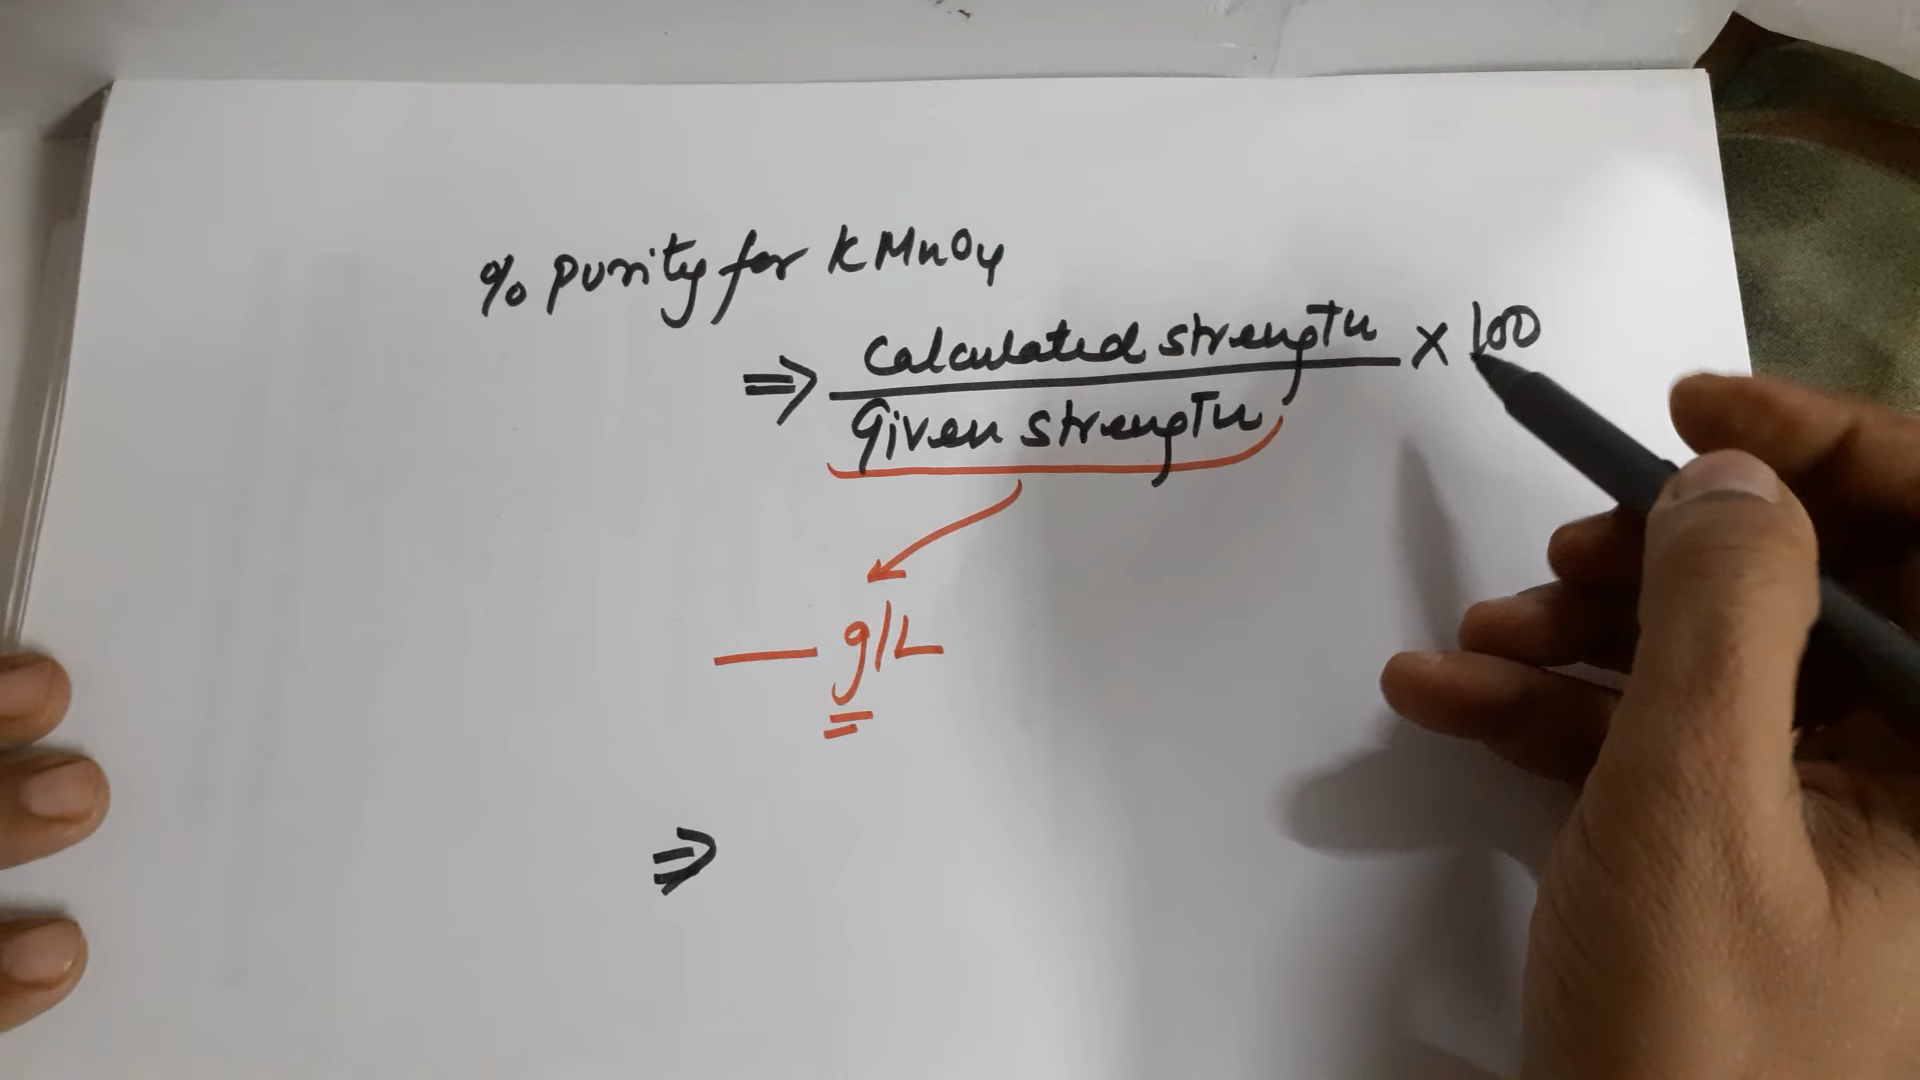 % purity for KMnO4
⇒ Calculated strength × 100
Given strength
— g/L
⇒